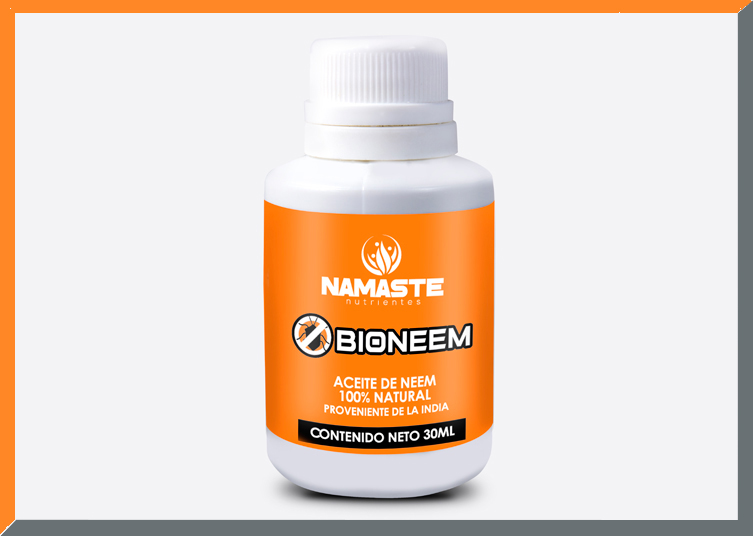 NAMASTE
nutrientes
BIONEEM
ACEITE DE NEEM
100% NATURAL
PROVENIENTE DE LA INDIA
CONTENIDO NETO 30ML